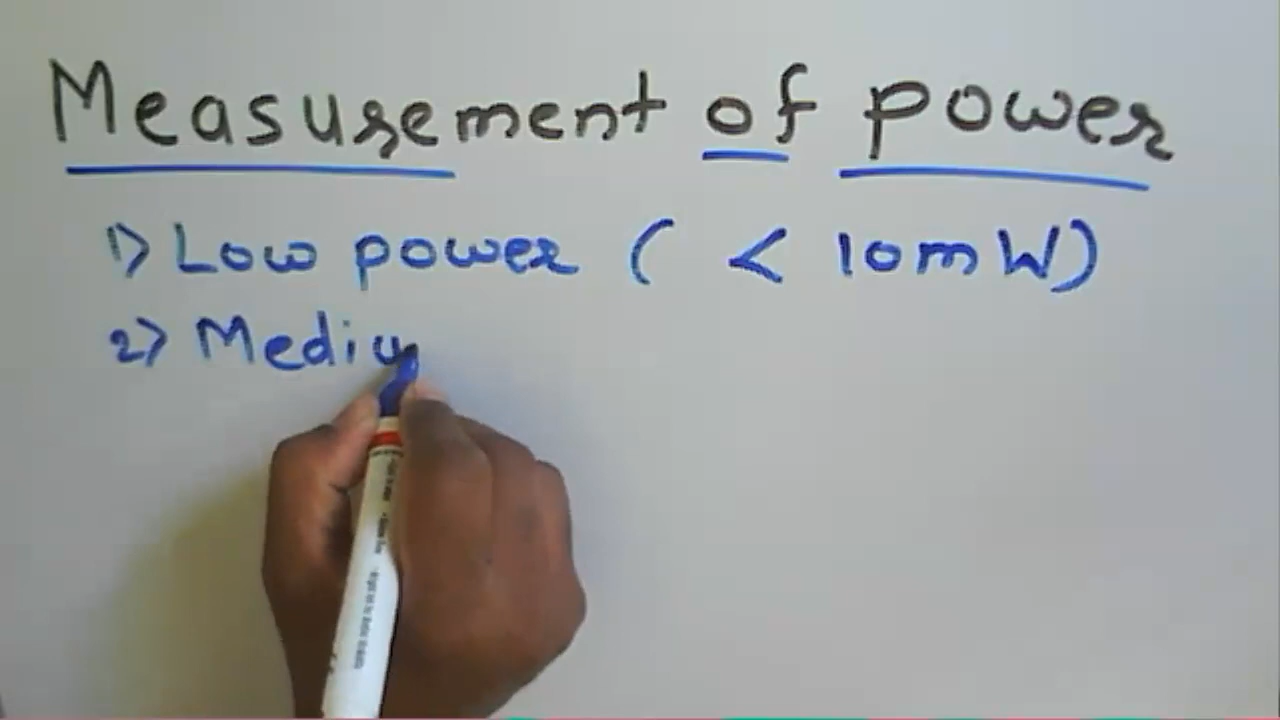 Measurement of power
1) Low power ( < 10mW)
2) Mediu